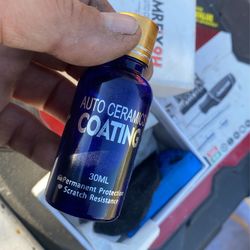 AUTO CERAMIC
COATING
30ML
Permanent Protection
Scratch Resistance